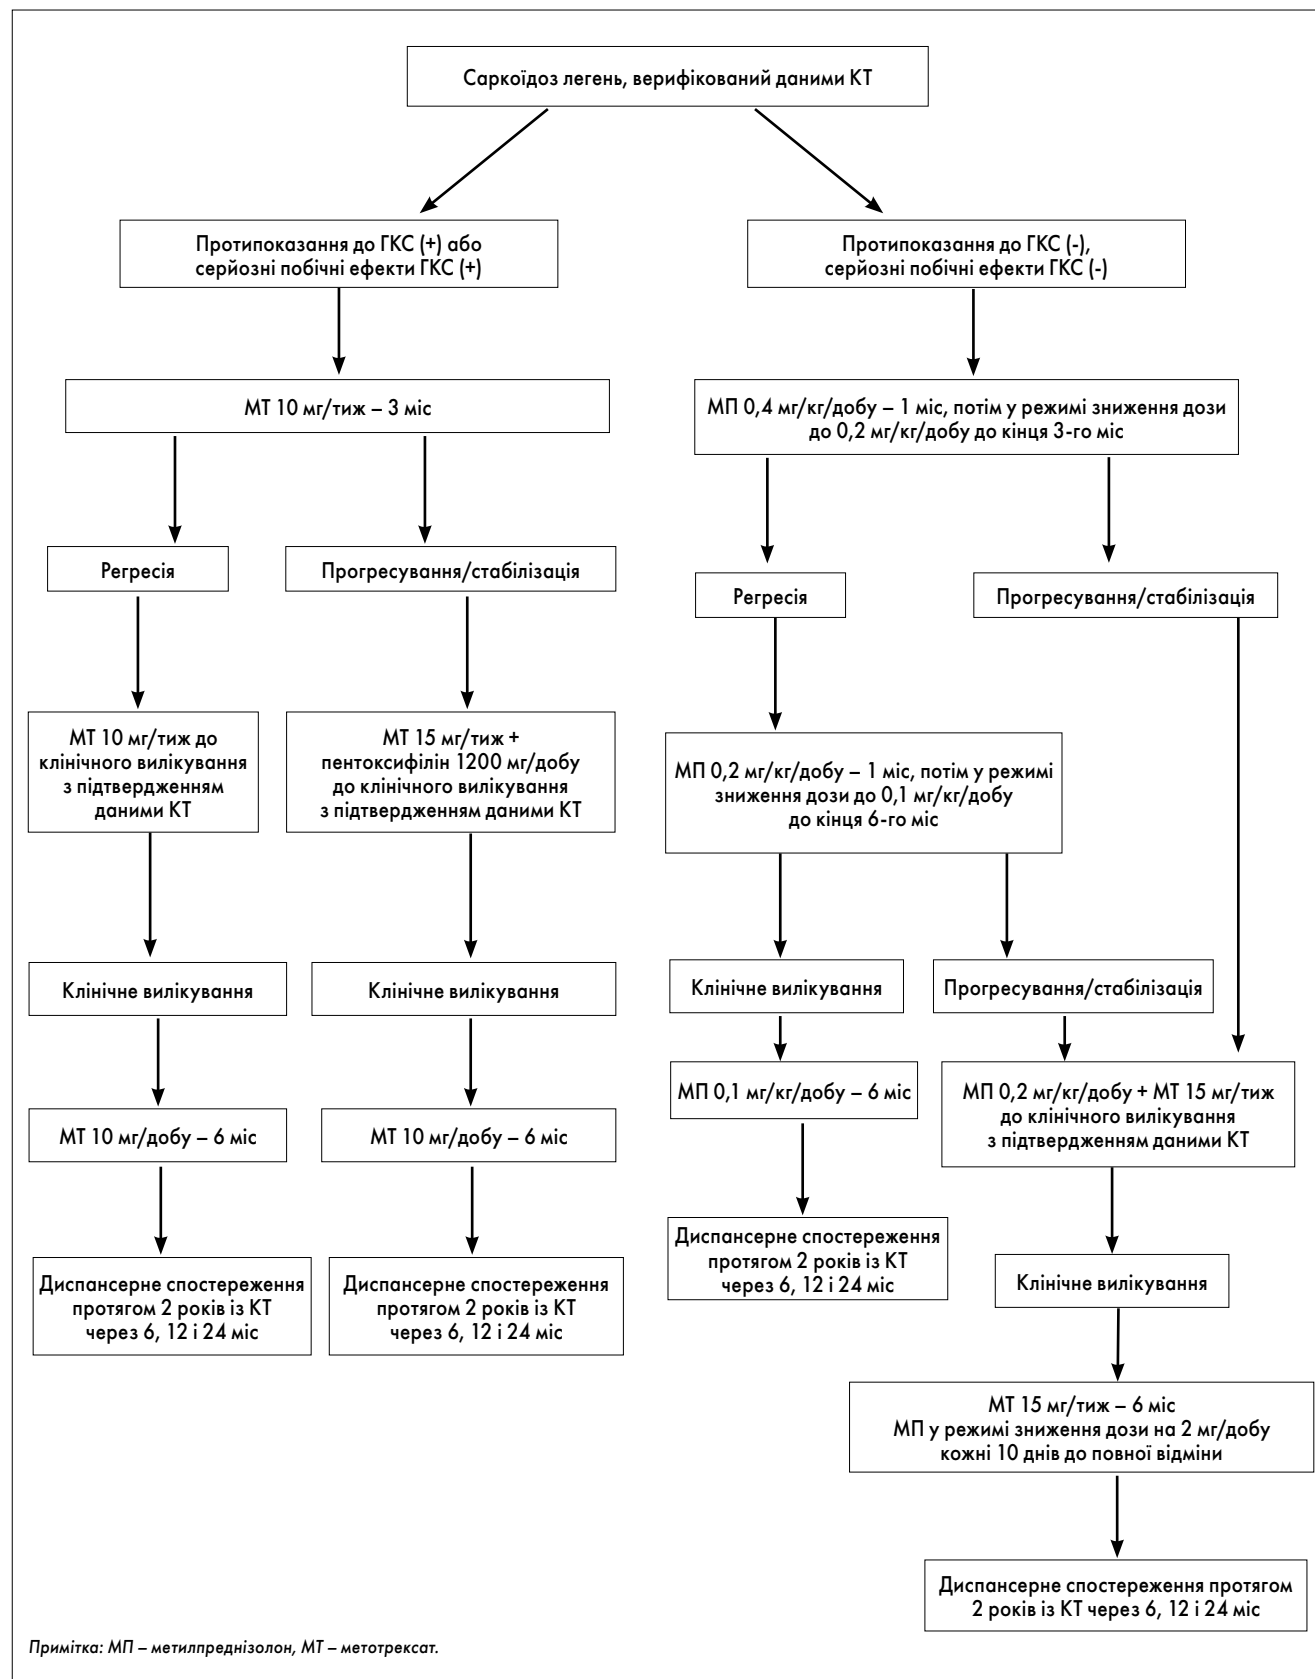 Саркоїдоз легень, верифікований даними КТ
Протипоказання до ГКС (+) або
серйозні побічні ефекти ГКС (+)
Протипоказання до ГКС (-),
серйозні побічні ефекти ГКС (-)
МТ 10 мг/тиж – 3 міс
МП 0,4 мг/кг/добу – 1 міс, потім у режимі зниження дози
до 0,2 мг/кг/добу до кінця 3-го міс
Регресія
Прогресування/стабілізація
Регресія
Прогресування/стабілізація
МТ 10 мг/тиж до
клінічного вилікування
з підтвердженням
даними КТ
МТ 15 мг/тиж +
пентоксифілін 1200 мг/добу
до клінічного вилікування
з підтвердженням даними КТ
МП 0,2 мг/кг/добу – 1 міс, потім у режимі
зниження дози до 0,1 мг/кг/добу
до кінця 6-го міс
Клінічне вилікування
Клінічне вилікування
Клінічне вилікування
Прогресування/стабілізація
МТ 10 мг/добу – 6 міс
МТ 10 мг/добу – 6 міс
МП 0,1 мг/кг/добу – 6 міс
МП 0,2 мг/кг/добу + МТ 15 мг/тиж
до клінічного вилікування
з підтвердженням даними КТ
Диспансерне спостереження
протягом 2 років із КТ
через 6, 12 і 24 міс
Диспансерне спостереження
протягом 2 років із КТ
через 6, 12 і 24 міс
Диспансерне спостереження
протягом 2 років із КТ
через 6, 12 і 24 міс
Клінічне вилікування
МТ 15 мг/тиж – 6 міс
МП у режимі зниження дози на 2 мг/добу
кожні 10 днів до повної відміни
Диспансерне спостереження протягом
2 років із КТ через 6, 12 і 24 міс
Примітка: МП – метилпреднізолон, МТ – метотрексат.